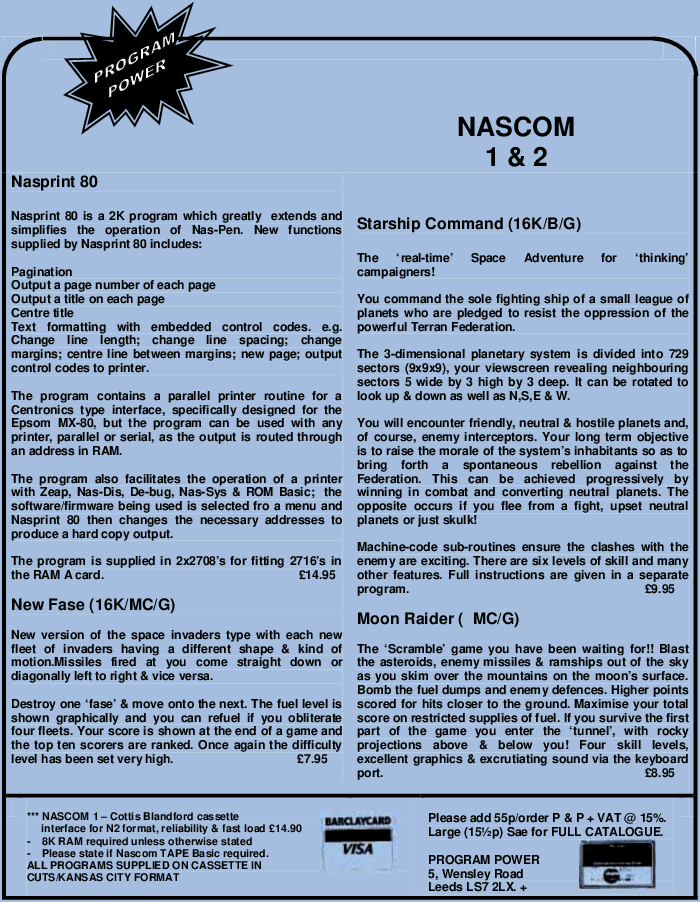 PROGRAM
POWER
NASCOM
1 & 2
Nasprint 80
Nasprint 80 is a 2K program which greatly extends and
simplifies the operation of Nas-Pen. New functions
supplied by Nasprint 80 includes:
Pagination
Output a page number of each page
Output a title on each page
Centre title
Text formatting with embedded control codes. e.g.
Change line length; change line spacing; change
margins; centre line between margins; new page; output
control codes to printer.
The program contains a parallel printer routine for a
Centronics type interface, specifically designed for the
Epsom MX-80, but the program can be used with any
printer, parallel or serial, as the output is routed through
an address in RAM.
The program also facilitates the operation of a printer
with Zeap, Nas-Dis, De-bug, Nas-Sys & ROM Basic; the
software/firmware being used is selected fro a menu and
Nasprint 80 then changes the necessary addresses to
produce a hard copy output.
The program is supplied in 2x2708's for fitting 2716's in
the RAM A card. £14.95
New Fase (16K/MC/G)
New version of the space invaders type with each new
fleet of invaders having a different shape & kind of
motion.Missiles fired at you come straight down or
diagonally left to right & vice versa.
Destroy one ‘fase’ & move onto the next. The fuel level is
shown graphically and you can refuel if you obliterate
four fleets. Your score is shown at the end of a game and
the top ten scorers are ranked. Once again the difficulty
level has been set very high. £7.95
Starship Command (16K/B/G)
The ‘real-time’ Space Adventure for ‘thinking’
campaigners!
You command the sole fighting ship of a small league of
planets who are pledged to resist the oppression of the
powerful Terran Federation.
The 3-dimensional planetary system is divided into 729
sectors (9x9x9), your viewscreen revealing neighbouring
sectors 5 wide by 3 high by 3 deep. It can be rotated to
look up & down as well as N,S,E & W.
You will encounter friendly, neutral & hostile planets and,
of course, enemy interceptors. Your long term objective
is to raise the morale of the system's inhabitants so as to
bring forth a spontaneous rebellion against the
Federation. This can be achieved progressively by
winning in combat and converting neutral planets. The
opposite occurs if you flee from a fight, upset neutral
planets or just skulk!
Machine-code sub-routines ensure the clashes with the
enemy are exciting. There are six levels of skill and many
other features. Full instructions are given in a separate
program. £9.95
Moon Raider ( MC/G)
The ‘Scramble’ game you have been waiting for!! Blast
the asteroids, enemy missiles & ramships out of the sky
as you skim over the mountains on the moon's surface.
Bomb the fuel dumps and enemy defences. Higher points
scored for hits closer to the ground. Maximise your total
score on restricted supplies of fuel. If you survive the first
part of the game you enter the ‘tunnel’, with rocky
projections above & below you! Four skill levels,
excellent graphics & excrutiating sound via the keyboard
port. £8.95
*** NASCOM 1 – Cottis Blandford cassette
interface for N2 format, reliability & fast load £14.90
- 8K RAM required unless otherwise stated
- Please state if Nascom TAPE Basic required.
ALL PROGRAMS SUPPLIED ON CASSETTE IN
CUTS/KANSAS CITY FORMAT
BARCLAYCARD
VISA
Please add 55p/order P & P + VAT @ 15%.
Large (15½p) Sae for FULL CATALOGUE.
PROGRAM POWER
5, Wensley Road
Leeds LS7 2LX. +